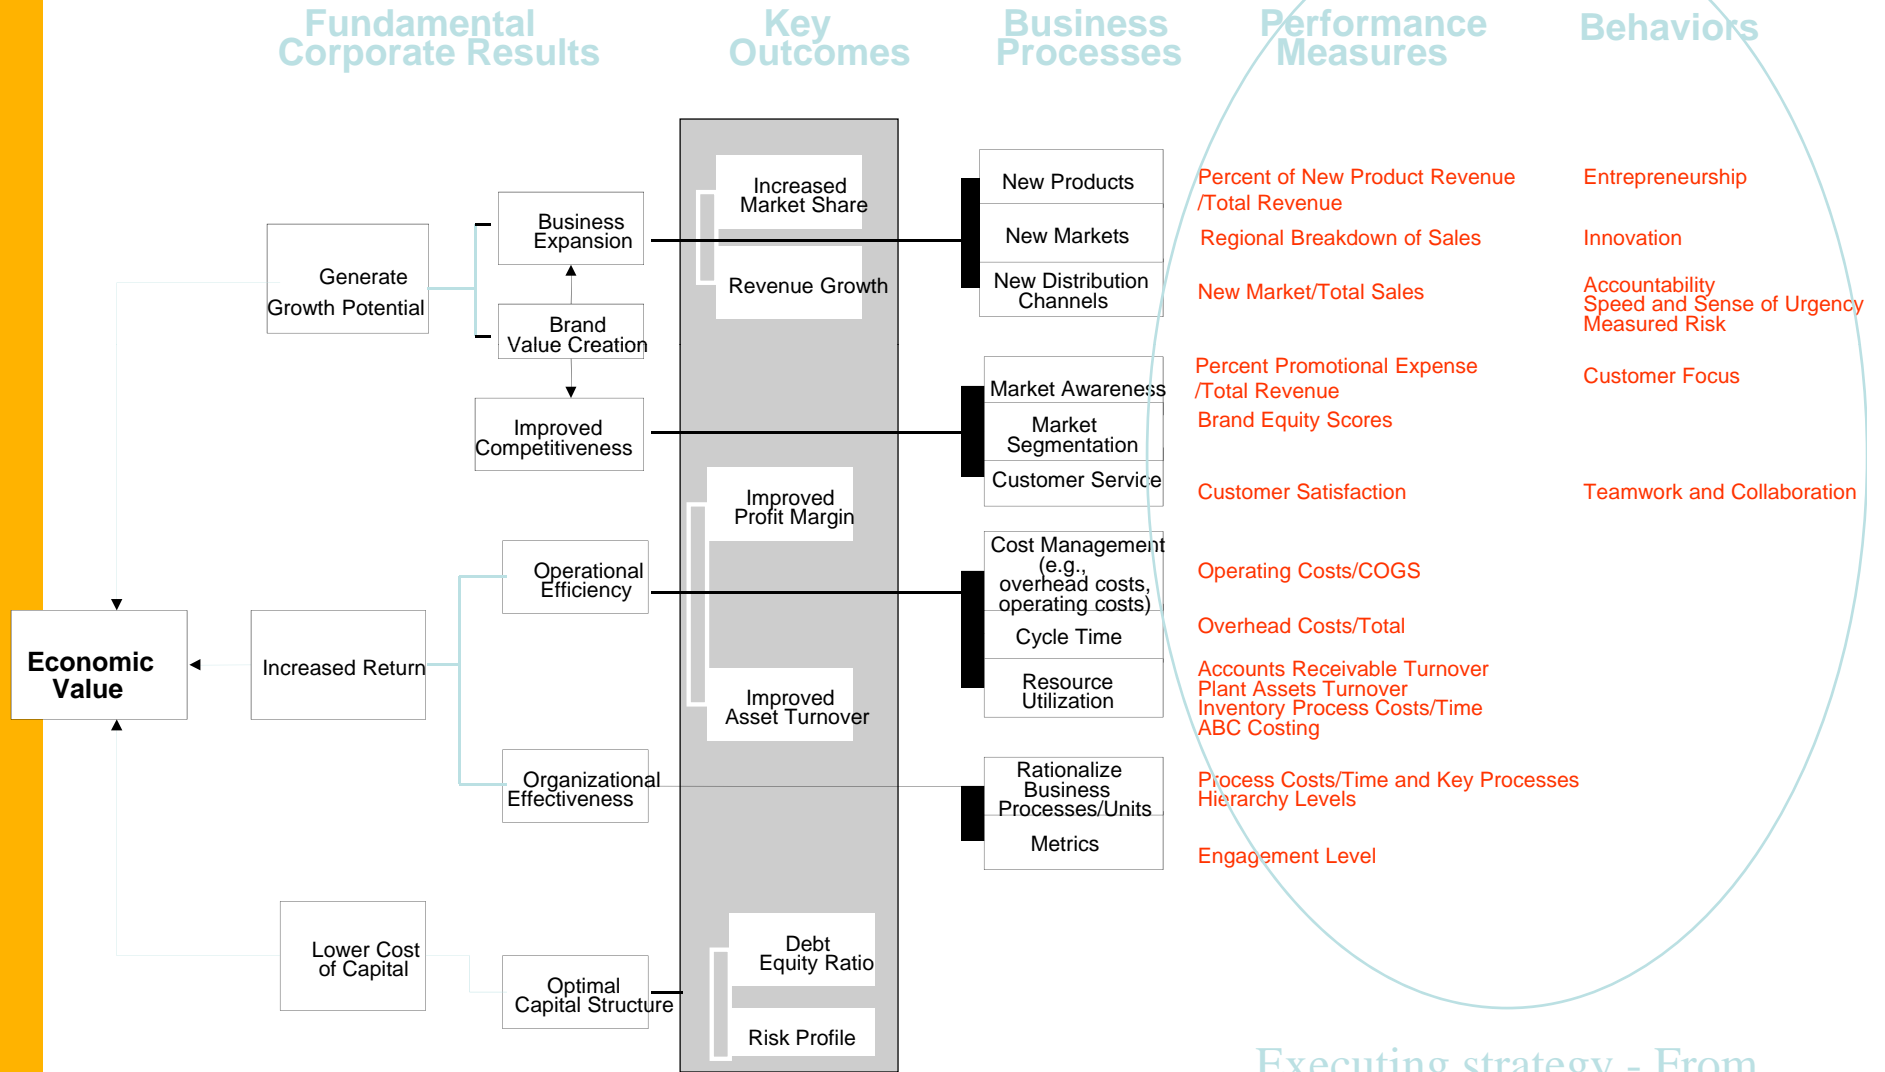 Fundamental
Corporate Results
Key
Outcomes
Business
Processes
Performance
Measures
Behaviors
Economic
Value
Generate
Growth Potential
Increased Return
Lower Cost
of Capital
Business
Expansion
Brand
Value Creation
Improved
Competitiveness
Operational
Efficiency
Organizational
Effectiveness
Optimal
Capital Structure
Increased
Market Share
Revenue Growth
Improved
Profit Margin
Improved
Asset Turnover
Debt
Equity Ratio
Risk Profile
New Products
New Markets
New Distribution
Channels
Market Awareness
Market
Segmentation
Customer Service
Cost Management
(e.g.,
overhead costs,
operating costs)
Cycle Time
Resource
Utilization
Rationalize
Business
Processes/Units
Metrics
Percent of New Product Revenue
/Total Revenue
Regional Breakdown of Sales
New Market/Total Sales
Percent Promotional Expense
/Total Revenue
Brand Equity Scores
Customer Satisfaction
Operating Costs/COGS
Overhead Costs/Total
Accounts Receivable Turnover
Plant Assets Turnover
Inventory Process Costs/Time
ABC Costing
Process Costs/Time and Key Processes
Hierarchy Levels
Engagement Level
Entrepreneurship
Innovation
Accountability
Speed and Sense of Urgency
Measured Risk
Customer Focus
Teamwork and Collaboration
Executing strategy - From